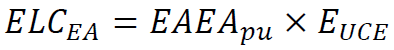 ELC_EA = EAEA_pu × E_UCE